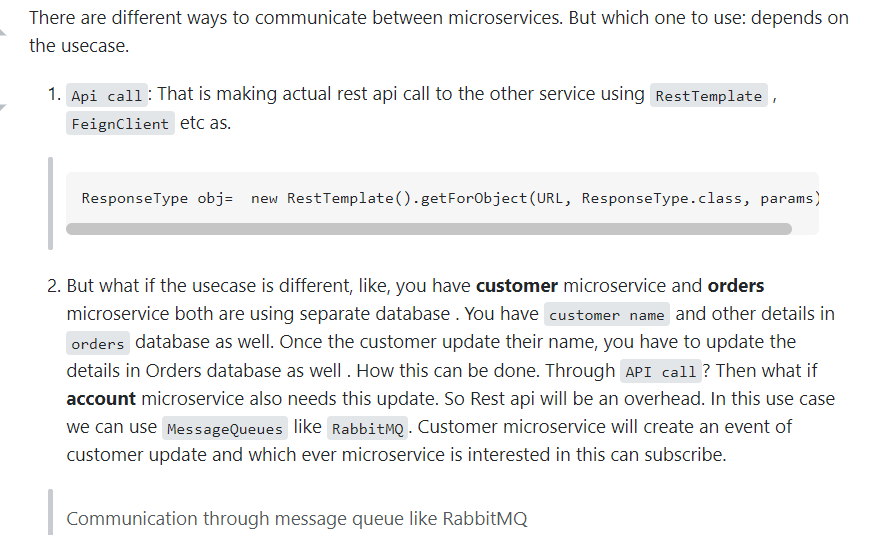 There are different ways to communicate between microservices. But which one to use: depends on
the usecase.
1. Api call : That is making actual rest api call to the other service using RestTemplate ,
FeignClient etc as.
ResponseType obj=  new RestTemplate().getForObject(URL, ResponseType.class, params)
2. But what if the usecase is different, like, you have customer microservice and orders
microservice both are using separate database . You have customer name and other details in
orders database as well. Once the customer update their name, you have to update the
details in Orders database as well . How this can be done. Through API call ? Then what if
account microservice also needs this update. So Rest api will be an overhead. In this use case
we can use MessageQueues like RabbitMQ . Customer microservice will create an event of
customer update and which ever microservice is interested in this can subscribe.
Communication through message queue like RabbitMQ